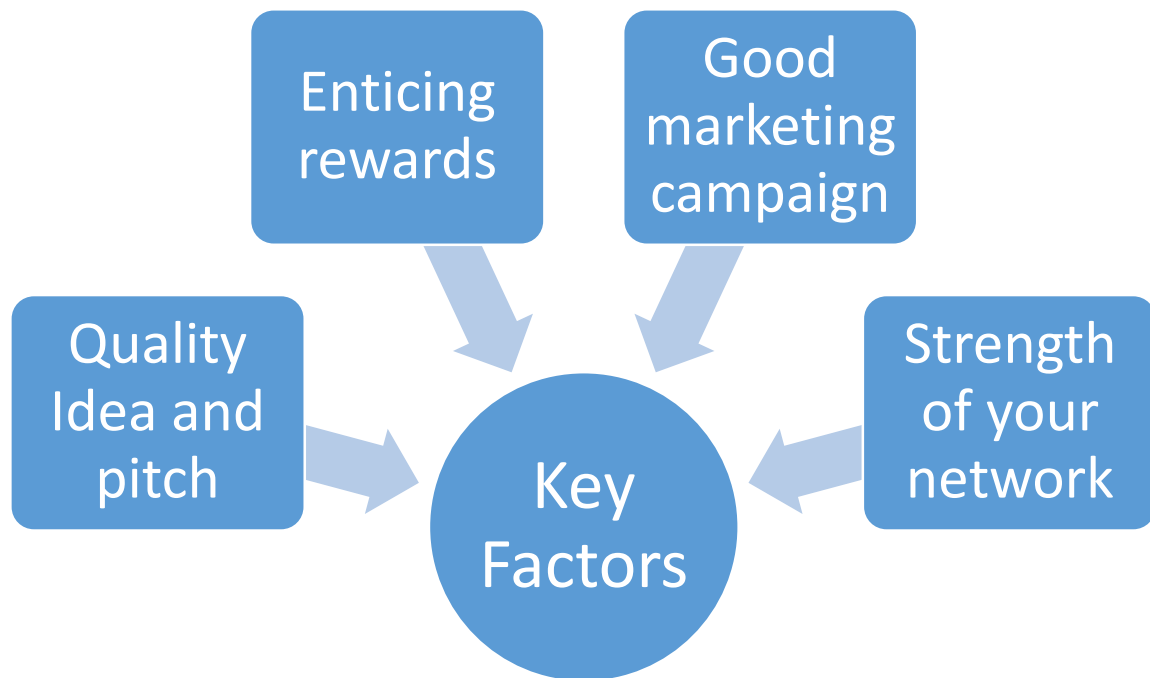 Quality
Idea and
pitch
Enticing
rewards
Good
marketing
campaign
Strength
of your
network
Key
Factors